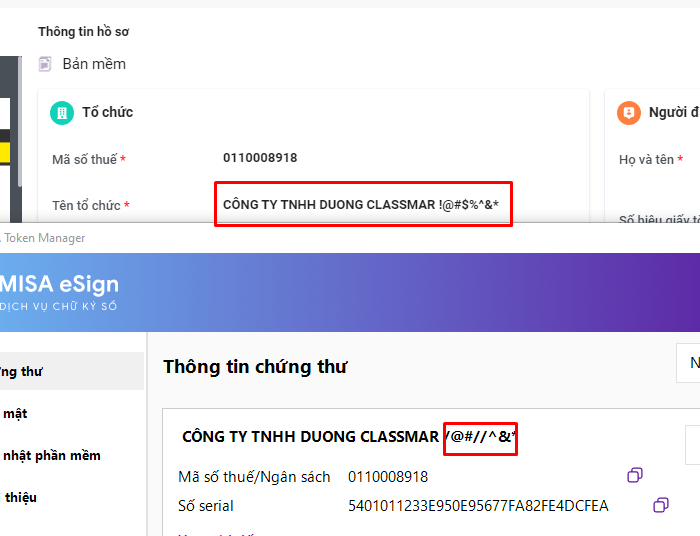 Thông tin hồ sơ
Bản mềm
Tổ chức
Người đ
Mã số thuế * 0110008918
Họ và tên *
Tên tổ chức * CÔNG TY TNHH DUONG CLASSMAR !@#$%^&*
Số hiệu giấy tờ
Token Manager
MISA eSign
DỊCH VỤ CHỮ KÝ SỐ
ng thư
Thông tin chứng thư
N
mật
CÔNG TY TNHH DUONG CLASSMAR /@#//^&*
nhật phần mềm
Mã số thuế/Ngân sách 0110008918
thiệu
Số serial 5401011233E950E95677FA82FE4DCFEA